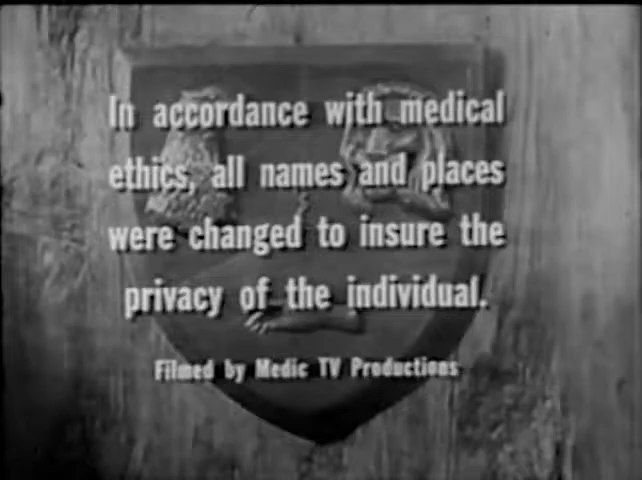 In accordance with medical
ethics, all names and places
were changed to insure the
privacy of the individual.
Filmed by Medic TV Productions